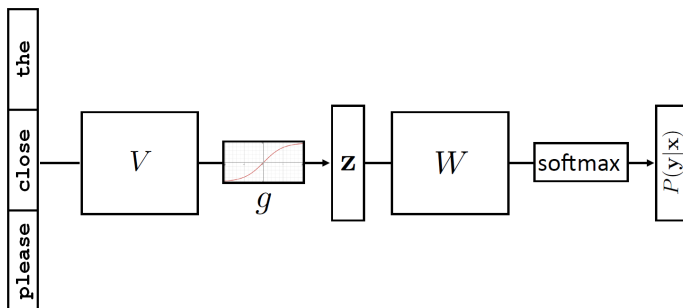 the
close
please
V
g
z
W
softmax
P(y|x)